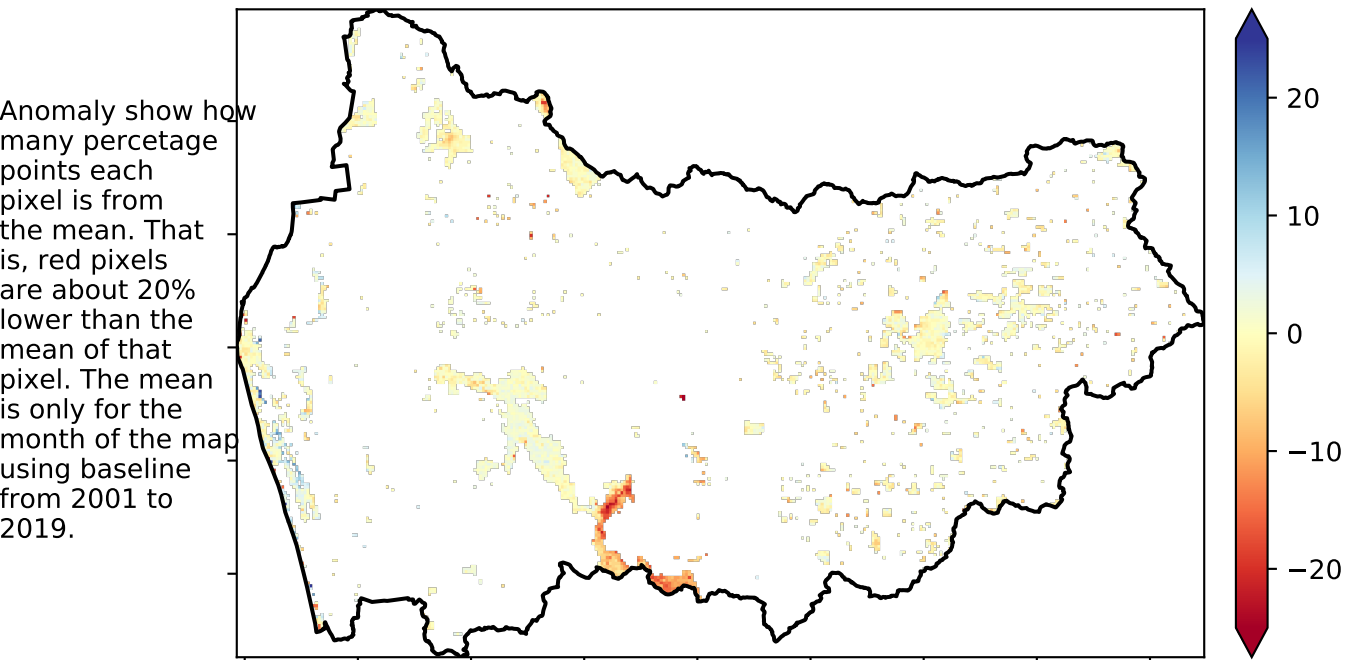 Anomaly show how
many percetage
points each
pixel is from
the mean. That
is, red pixels
are about 20%
lower than the
mean of that
pixel. The mean
is only for the
month of the map
using baseline
from 2001 to
2019.
20
10
0
−10
−20